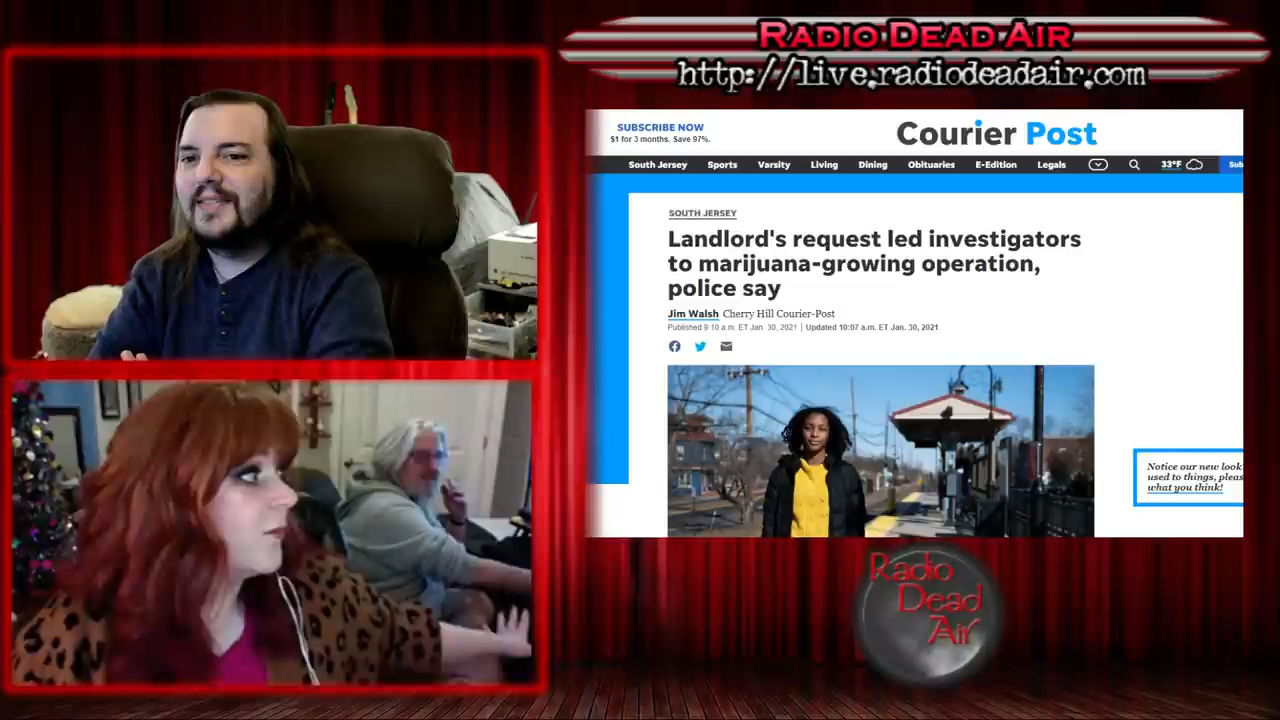 RADIO DEAD AIR
http://live.radiodeadair.com
SUBSCRIBE NOW
$1 for 3 months. Save 97%.
Courier Post
South Jersey Sports Varsity Living Dining Obituaries E-Edition Legals 33°F Sub
SOUTH JERSEY
Landlord's request led investigators
to marijuana-growing operation,
police say
Jim Walsh Cherry Hill Courier-Post
Published 9:10 a.m. ET Jan. 30, 2021 | Updated 10:07 a.m. ET Jan. 30, 2021
Notice our new look
used to things, pleas
what you think!
Radio
Dead
Air